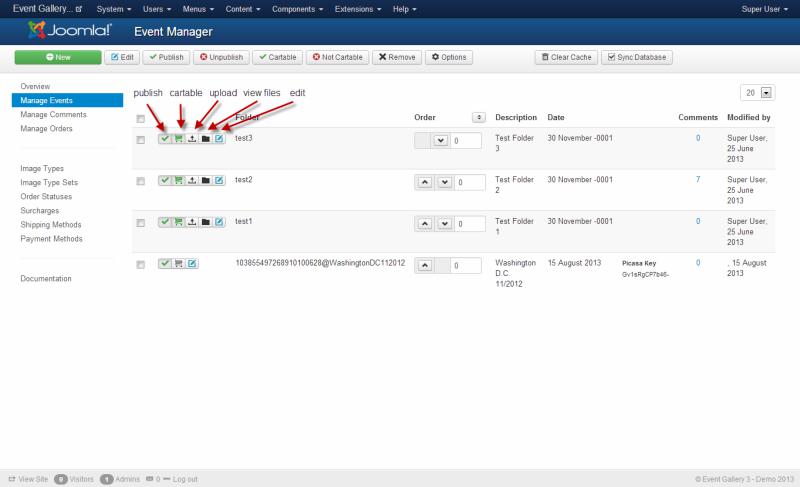 Event Gallery... System Users Menus Content Components Extensions Help Super User
Joomla! Event Manager
New Edit Publish Unpublish Cartable Not Cartable Remove Options Clear Cache Sync Database
Overview
Manage Events
Manage Comments
Manage Orders
Image Types
Image Type Sets
Order Statuses
Surcharges
Shipping Methods
Payment Methods
Documentation
publish cartable upload view files edit
20
Folder Order Description Date Comments Modified by
test3 0 Test Folder 30 November -0001 0 Super User,
3 25 June
2013
test2 0 Test Folder 30 November -0001 7 Super User,
2 25 June
2013
test1 0 Test Folder 30 November -0001 0 Super User,
1 25 June
2013
103855497268910100628@WashingtonDC112012 0 Washington 15 August 2013 Picasa Key 0 , 15 August
D.C. Gv1sRgCP7b46- 2013
11/2012
View Site 0 Visitors 1 Admins 0 Log out © Event Gallery 3 - Demo 2013